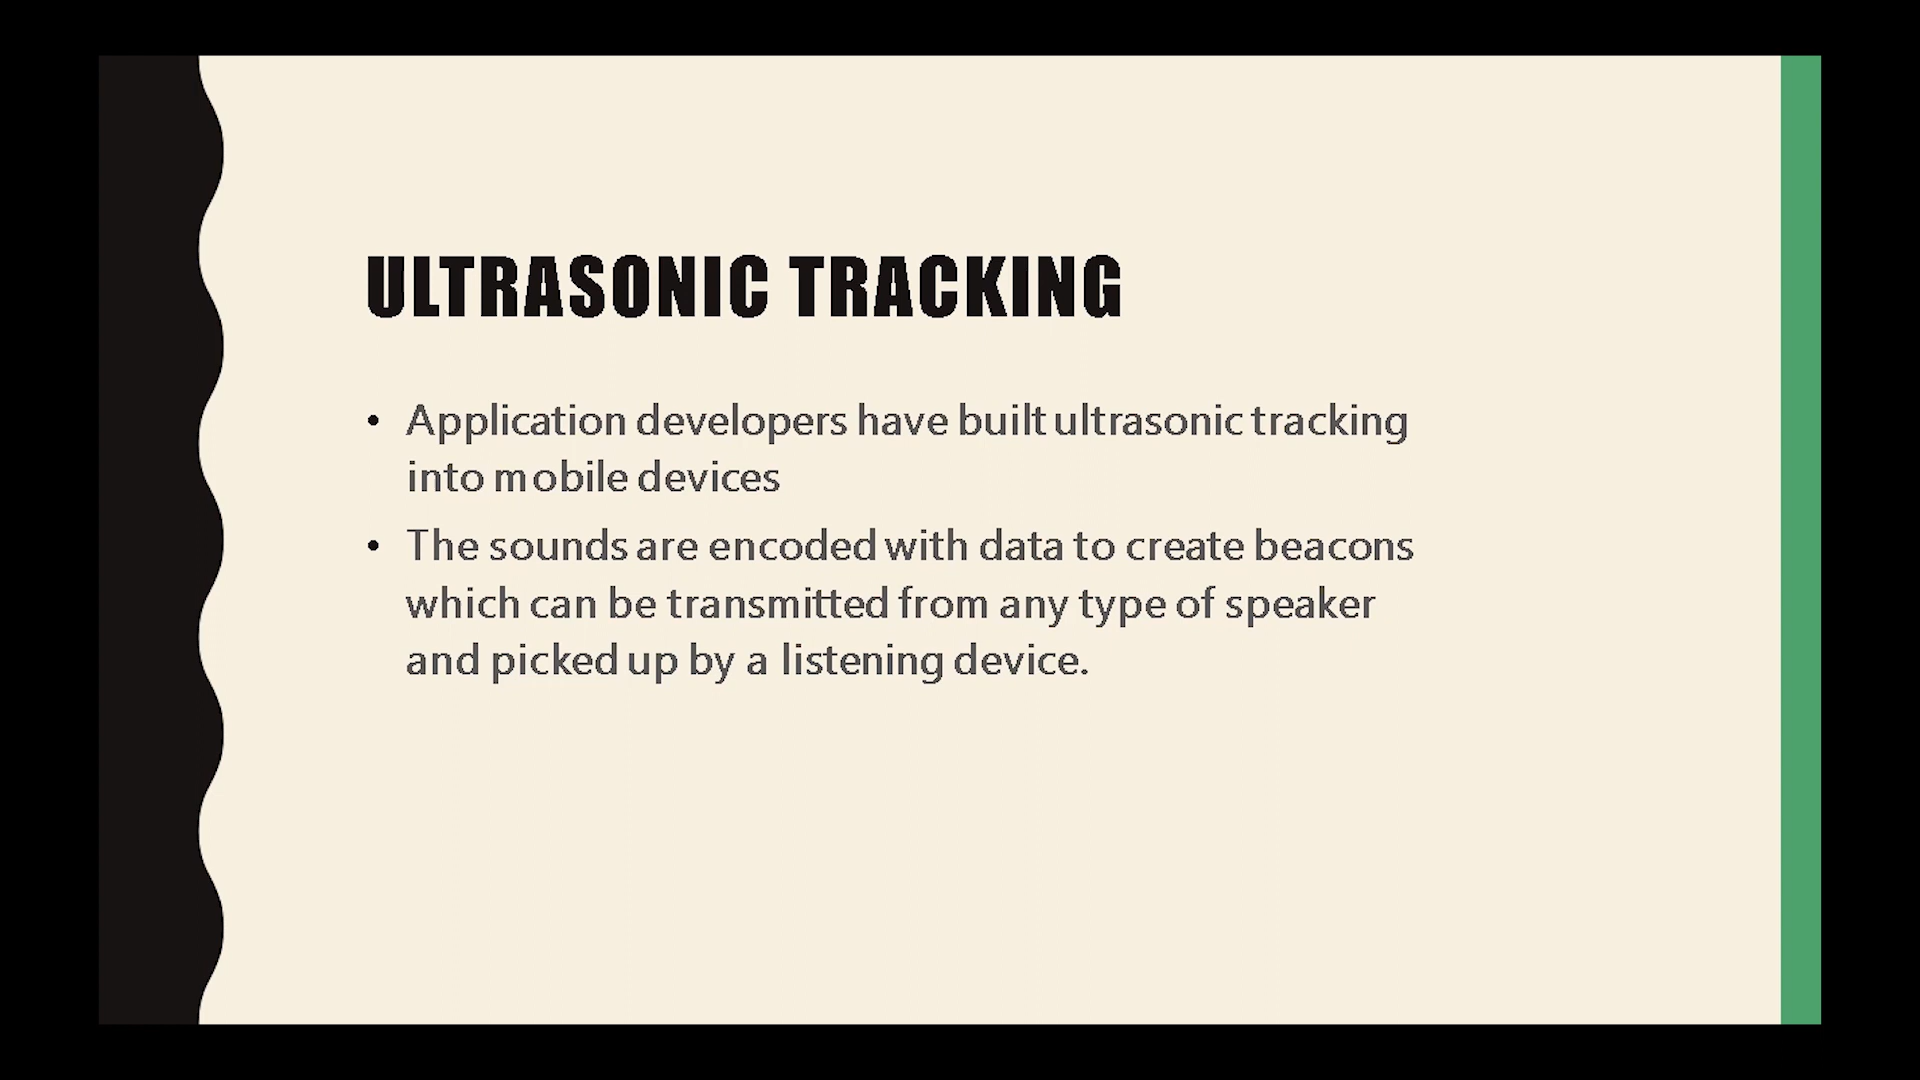 ULTRASONIC TRACKING
• Application developers have built ultrasonic tracking
into mobile devices
• The sounds are encoded with data to create beacons
which can be transmitted from any type of speaker
and picked up by a listening device.